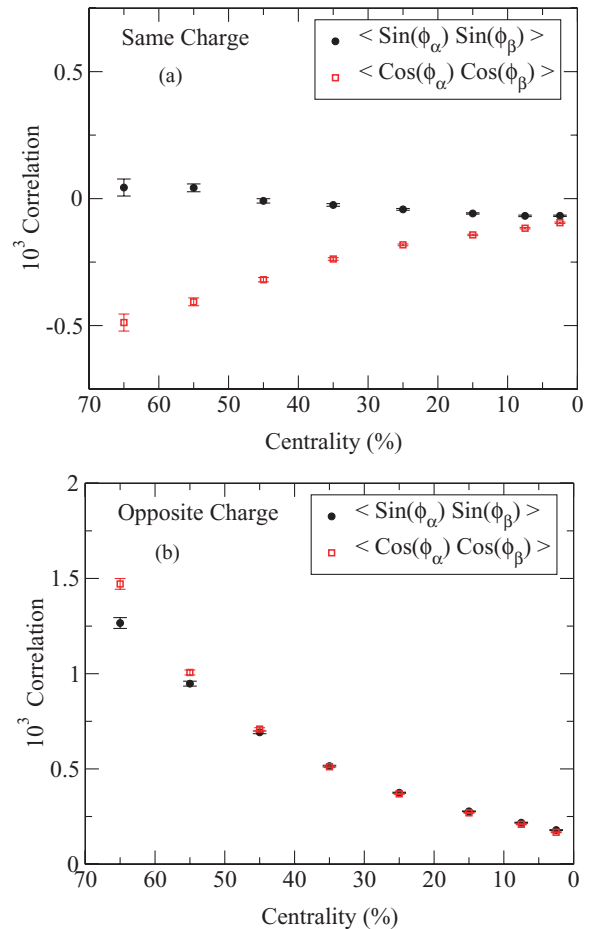 Same Charge
(a)
< Sin(ϕα) Sin(ϕβ) >
< Cos(ϕα) Cos(ϕβ) >
10³ Correlation
0.5
0
-0.5
70 60 50 40 30 20 10 0
Centrality (%)
Opposite Charge
(b)
< Sin(ϕα) Sin(ϕβ) >
< Cos(ϕα) Cos(ϕβ) >
10³ Correlation
2
1.5
1
0.5
0
70 60 50 40 30 20 10 0
Centrality (%)